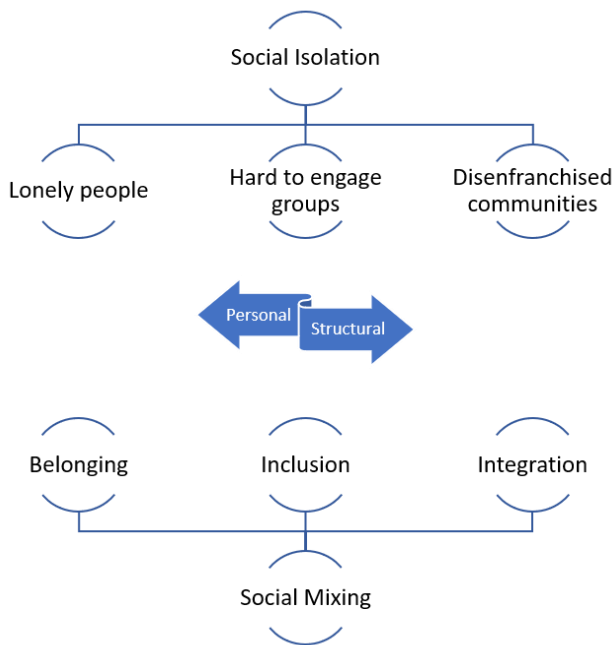 Social Isolation
Lonely people
Hard to engage
groups
Disenfranchised
communities
Personal
Structural
Belonging
Inclusion
Integration
Social Mixing